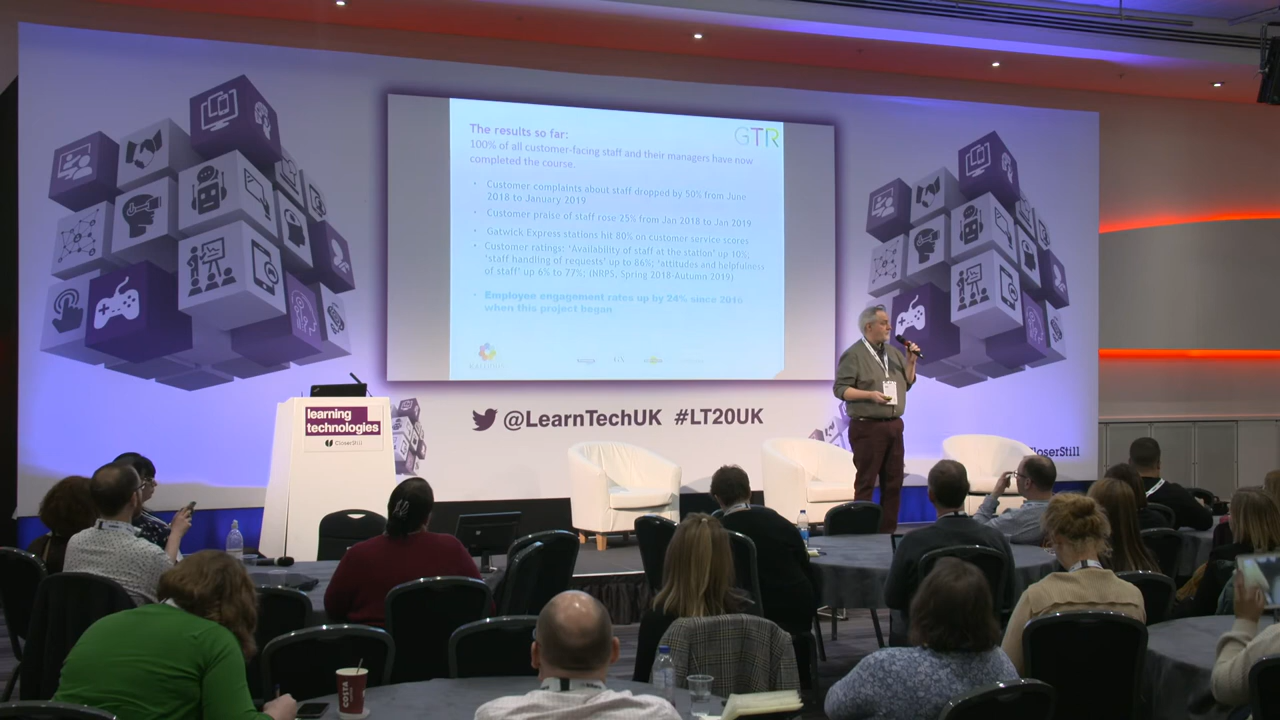 The results so far:
GTR
100% of all customer-facing staff and their managers have now
completed the course.
• Customer complaints about staff dropped by 50% from June
2018 to January 2019
• Customer praise of staff rose 25% from Jan 2018 to Jan 2019
• Gatwick Express stations hit 80% on customer service scores
• Customer ratings: ‘Availability of staff at the station’ up 10%;
‘staff handling of requests’ up to 86%; ‘attitudes and helpfulness
of staff’ up 6% to 77%; (NRPS, Spring 2018-Autumn 2019)
• Employee engagement rates up by 24% since 2016
when this project began
@LearnTechUK #LT20UK
learning
technologies
CloserStill
CloserStill
COSTA